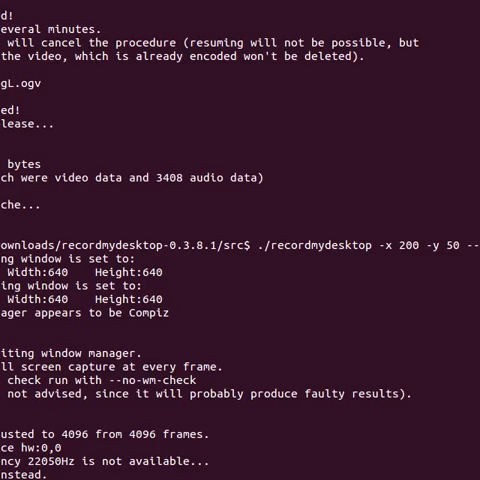 d!
everal minutes.
will cancel the procedure (resuming will not be possible, but
the video, which is already encoded won't be deleted).
gL.ogv
ed!
lease...
bytes
ch were video data and 3408 audio data)
che...
ownloads/recordmydesktop-0.3.8.1/src$ ./recordmydesktop -x 200 -y 50 --
ng window is set to:
Width:640    Height:640
ing window is set to:
Width:640    Height:640
ager appears to be Compiz
iting window manager.
ll screen capture at every frame.
check run with --no-wm-check
not advised, since it will probably produce faulty results).
usted to 4096 from 4096 frames.
ce hw:0,0
ncy 22050Hz is not available...
nstead.